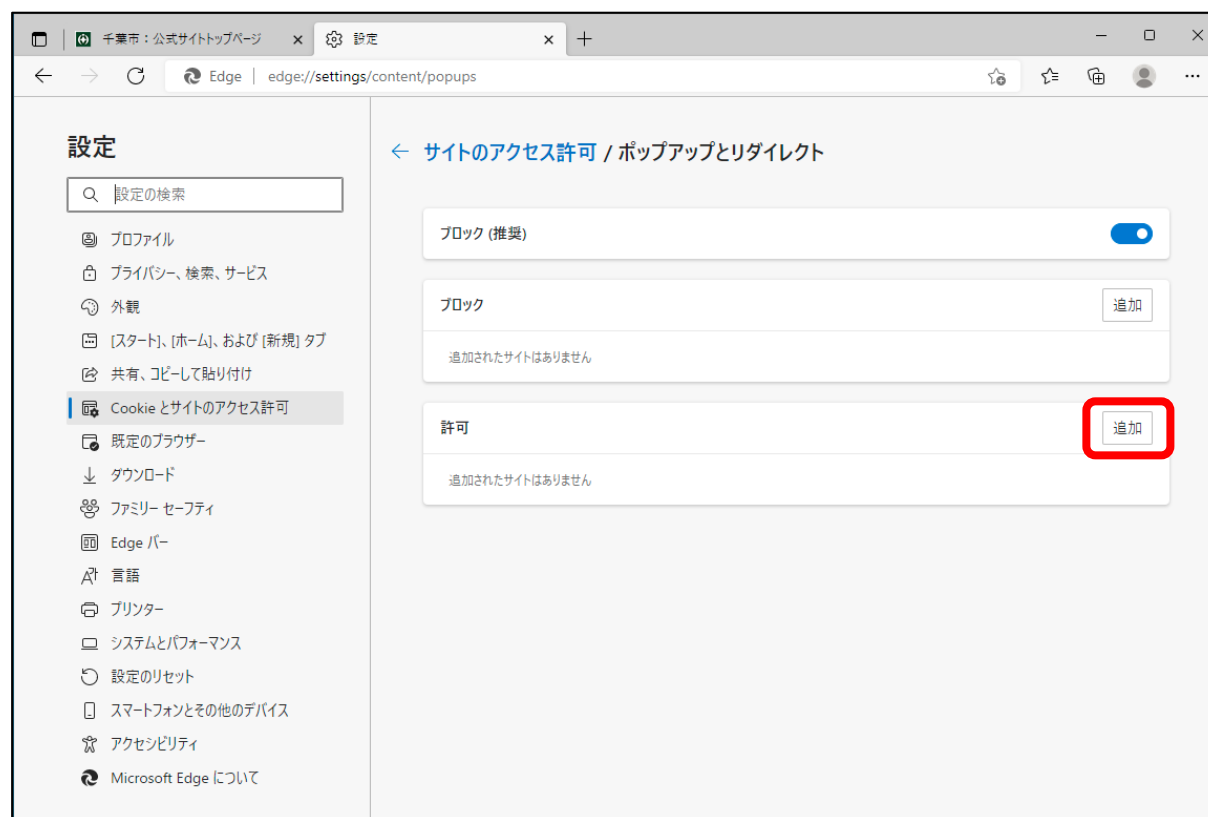 千葉市：公式サイトトップページ
設定
Edge
edge://settings/content/popups
設定
設定の検索
プロファイル
プライバシー、検索、サービス
外観
[スタート]、[ホーム]、および [新規] タブ
共有、コピーして貼り付け
Cookie とサイトのアクセス許可
既定のブラウザー
ダウンロード
ファミリー セーフティ
Edge バー
言語
プリンター
システムとパフォーマンス
設定のリセット
スマートフォンとその他のデバイス
アクセシビリティ
Microsoft Edge について
サイトのアクセス許可 / ポップアップとリダイレクト
ブロック (推奨)
ブロック
追加
追加されたサイトはありません
許可
追加
追加されたサイトはありません